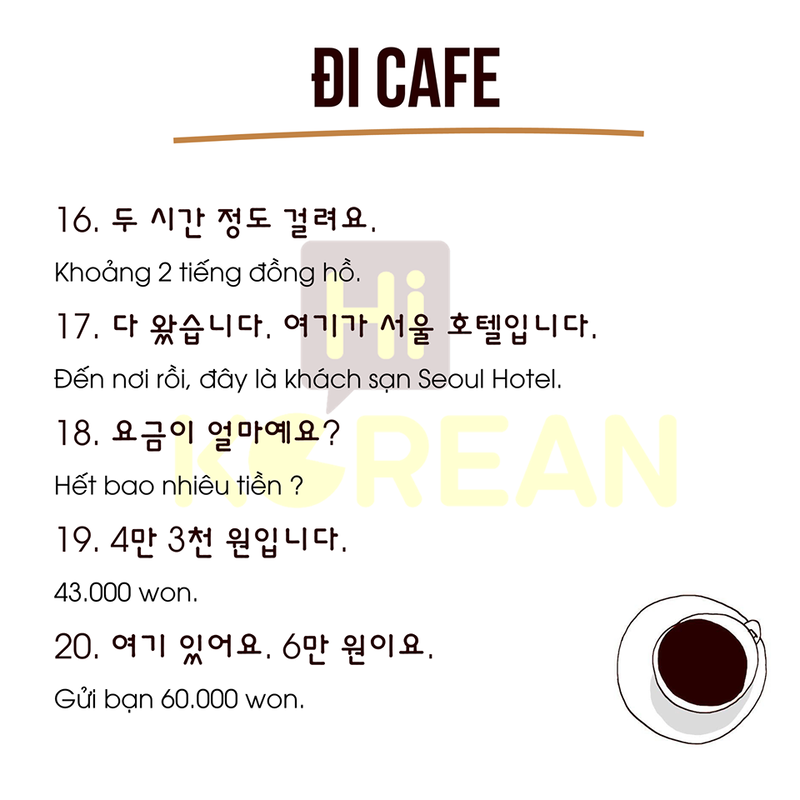 ĐI CAFE
16. 두 시간 정도 걸려요.
Khoảng 2 tiếng đồng hồ.
17. 다 왔습니다. 여기가 서울 호텔입니다.
Đến nơi rồi, đây là khách sạn Seoul Hotel.
18. 요금이 얼마예요?
Hết bao nhiêu tiền ?
19. 4만 3천 원입니다.
43.000 won.
20. 여기 있어요. 6만 원이요.
Gửi bạn 60.000 won.
Hi
KOREAN